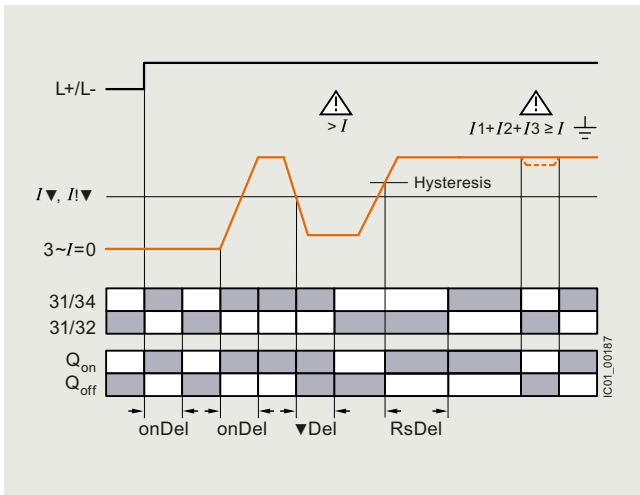 L+/L-
> I
I1+I2+I3 ≥ I
I▼, I!▼
Hysteresis
3~I=0
31/34
31/32
Qon
Qoff
onDel
onDel
▼Del
RsDel
IC01_00187